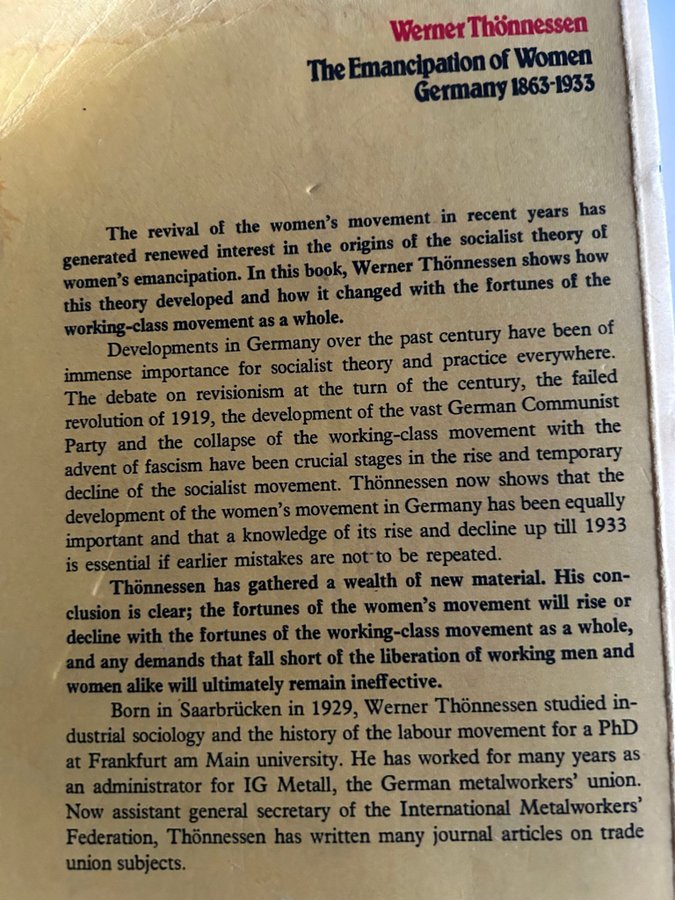 Werner Thönnessen
The Emancipation of Women
Germany 1863-1933
The revival of the women's movement in recent years has
generated renewed interest in the origins of the socialist theory of
women's emancipation. In this book, Werner Thönnessen shows how
this theory developed and how it changed with the fortunes of the
working-class movement as a whole.
Developments in Germany over the past century have been of
immense importance for socialist theory and practice everywhere.
The debate on revisionism at the turn of the century, the failed
revolution of 1919, the development of the vast German Communist
Party and the collapse of the working-class movement with the
advent of fascism have been crucial stages in the rise and temporary
decline of the socialist movement. Thönnessen now shows that the
development of the women's movement in Germany has been equally
important and that a knowledge of its rise and decline up till 1933
is essential if earlier mistakes are not to be repeated.
Thönnessen has gathered a wealth of new material. His con-
clusion is clear; the fortunes of the women's movement will rise or
decline with the fortunes of the working-class movement as a whole,
and any demands that fall short of the liberation of working men and
women alike will ultimately remain ineffective.
Born in Saarbrücken in 1929, Werner Thönnessen studied in-
dustrial sociology and the history of the labour movement for a PhD
at Frankfurt am Main university. He has worked for many years as
an administrator for IG Metall, the German metalworkers' union.
Now assistant general secretary of the International Metalworkers'
Federation, Thönnessen has written many journal articles on trade
union subjects.